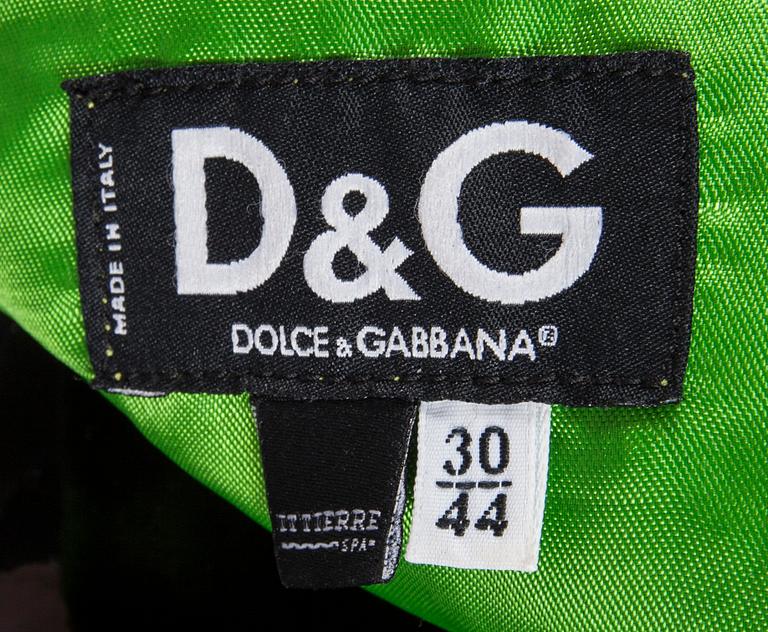 MADE IN ITALY
D&G
DOLCE & GABBANA®
ITTIERRE
SPA
30
44